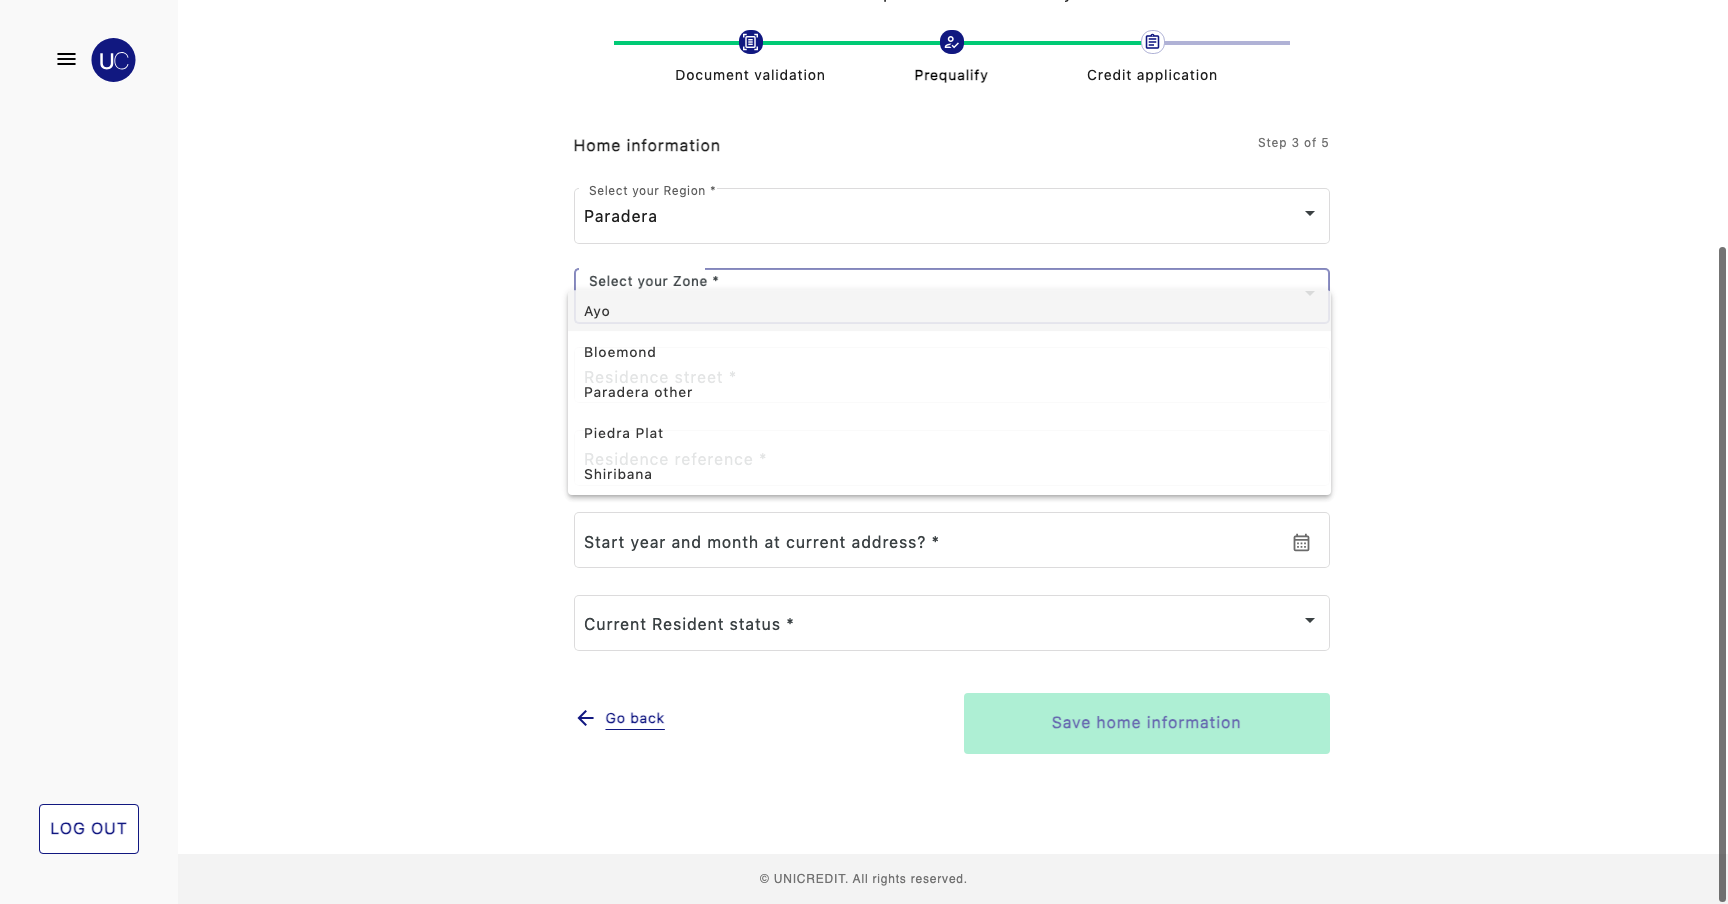 UC
Document validation
Prequalify
Credit application
Home information
Step 3 of 5
Select your Region *
Paradera
Select your Zone *
Ayo
Bloemond
Residence street *
Paradera other
Piedra Plat
Residence reference *
Shiribana
Start year and month at current address? *
Current Resident status *
Go back
Save home information
LOG OUT
© UNICREDIT. All rights reserved.